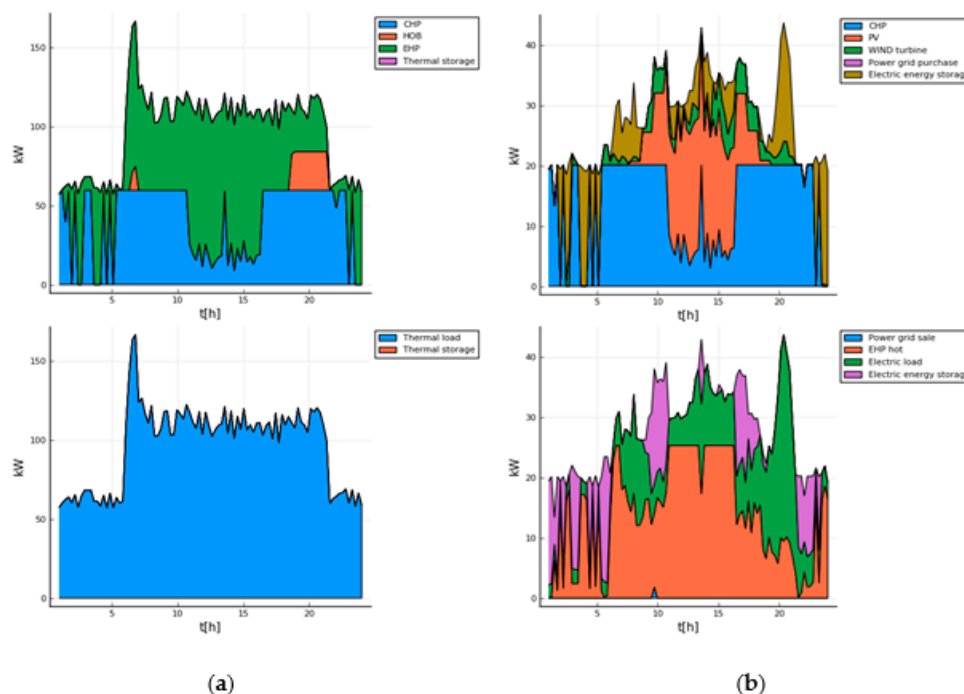 CHP
HOB
EHP
Thermal storage
150
100
50
0
kW
5
10
15
20
t[h]
CHP
PV
WIND turbine
Power grid purchase
Electric energy storag
40
30
20
10
0
kW
5
10
15
20
t[h]
Thermal load
Thermal storage
150
100
50
0
kW
5
10
15
20
t[h]
Power grid sale
EHP hot
Electric load
Electric energy storag
40
30
20
10
0
kW
5
10
15
20
t[h]
(a)
(b)